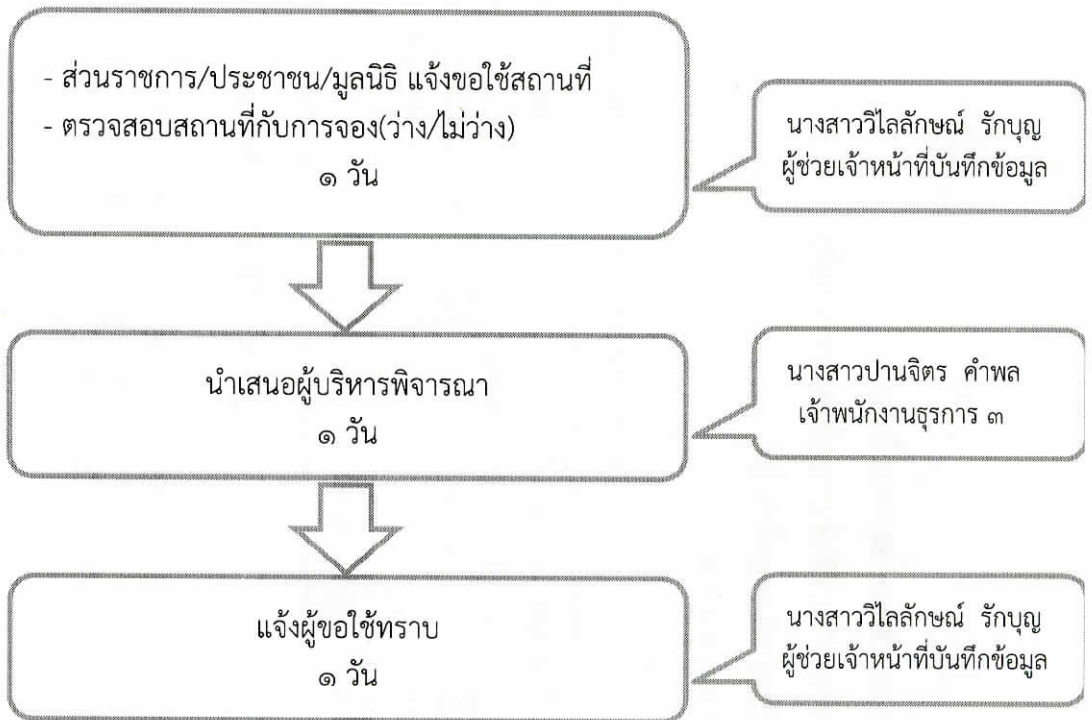 - ส่วนราชการ/ประชาชน/มูลนิธิ แจ้งขอใช้สถานที่
- ตรวจสอบสถานที่กับการจอง(ว่าง/ไม่ว่าง)
๑ วัน
นางสาววิไลลักษณ์ รักบุญ
ผู้ช่วยเจ้าหน้าที่บันทึกข้อมูล
นำเสนอผู้บริหารพิจารณา
๑ วัน
นางสาวปานจิตร คำพล
เจ้าพนักงานธุรการ ๓
แจ้งผู้ขอใช้ทราบ
๑ วัน
นางสาววิไลลักษณ์ รักบุญ
ผู้ช่วยเจ้าหน้าที่บันทึกข้อมูล